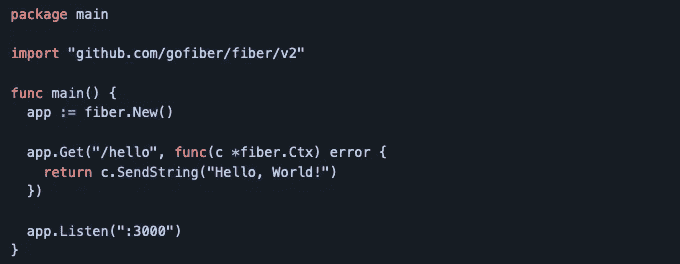 package main

import "github.com/gofiber/fiber/v2"

func main() {
  app := fiber.New()

  app.Get("/hello", func(c *fiber.Ctx) error {
    return c.SendString("Hello, World!")
  })

  app.Listen(":3000")
}